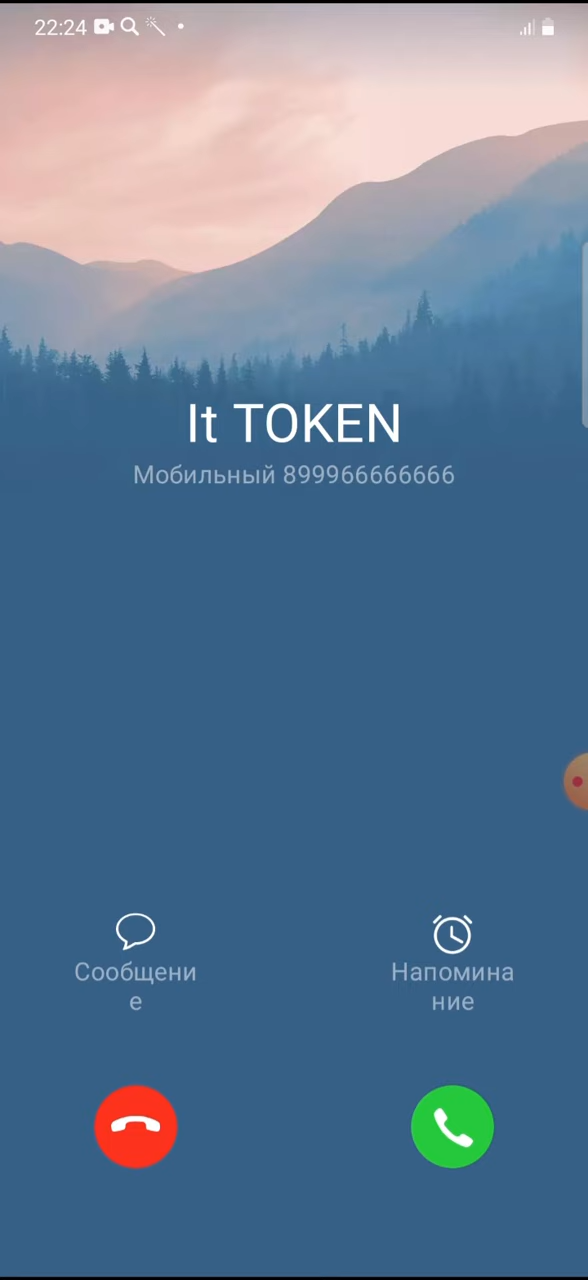 22:24
It TOKEN
Мобильный 899966666666
Сообщени
е
Напомина
ние